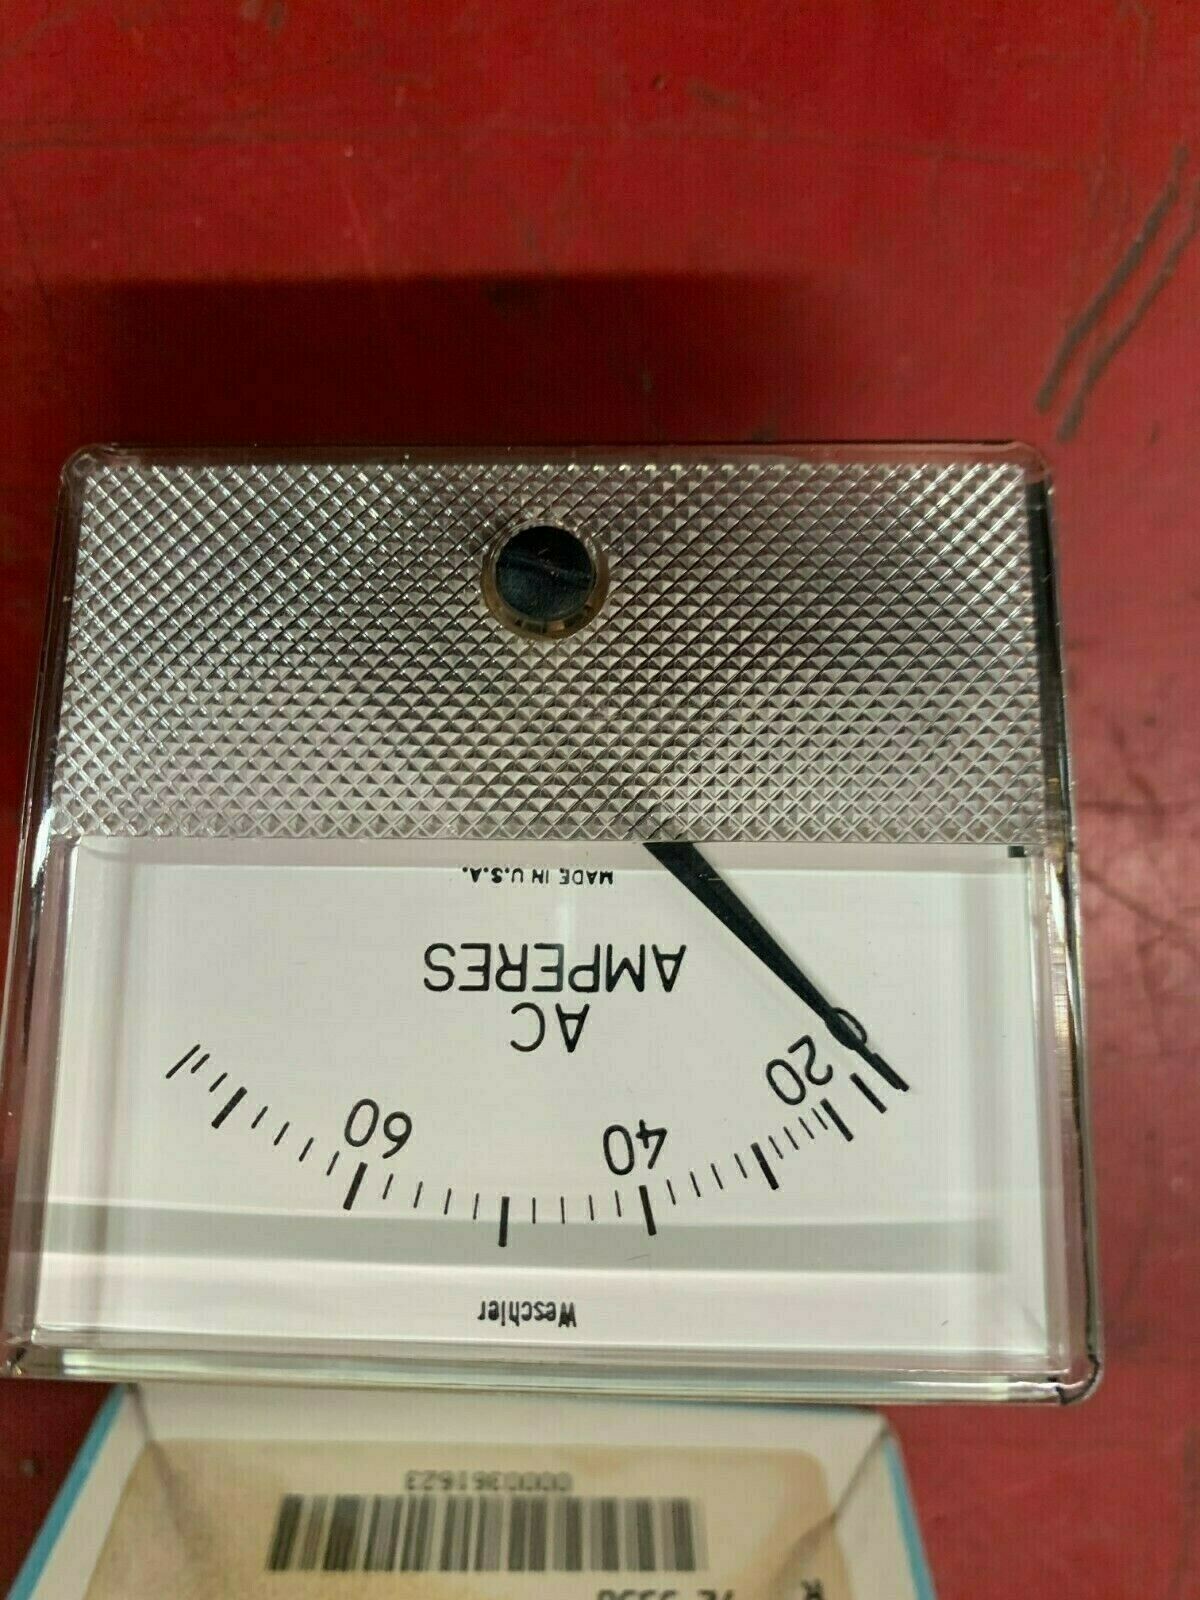 Weschler
0 20 40 60
AC
AMPERES
MADE IN U.S.A.
0000361623